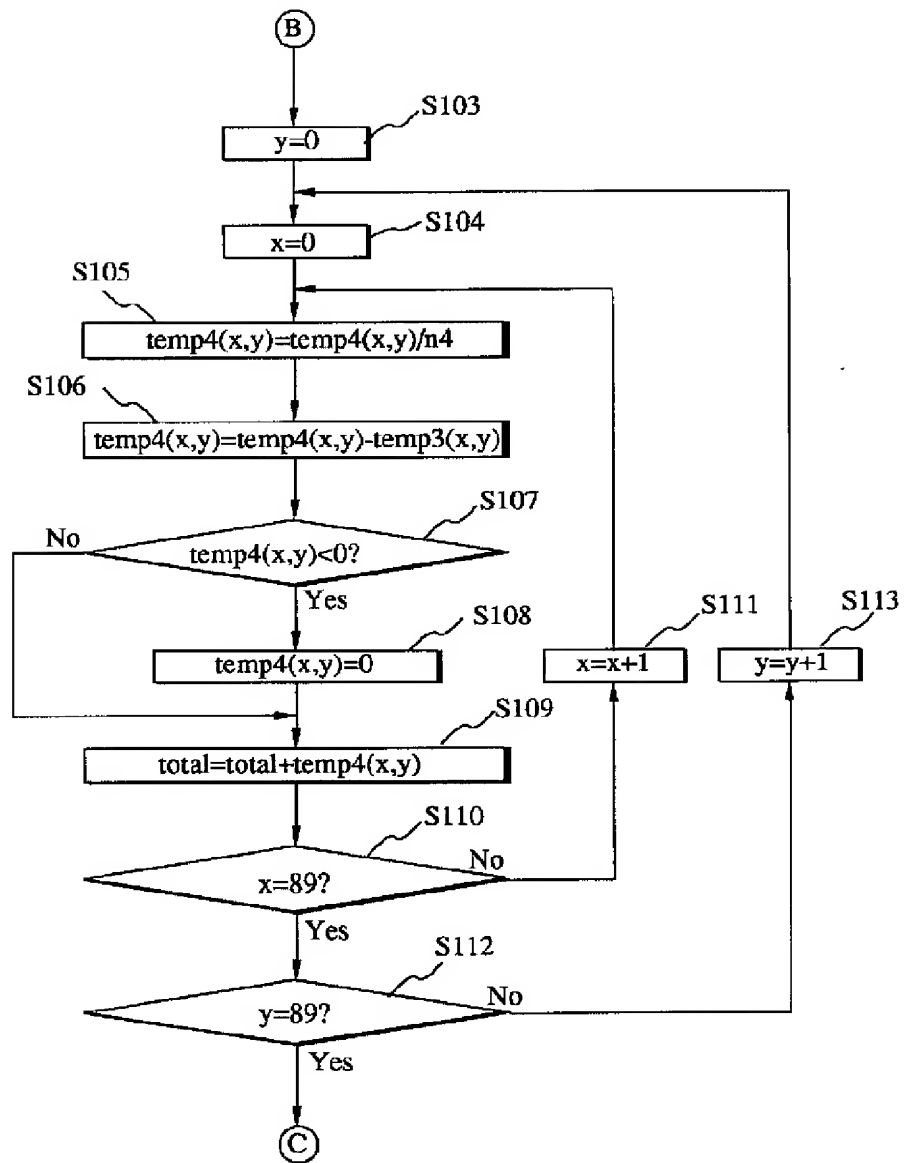 B
S103
y=0
S104
x=0
S105
temp4(x,y)=temp4(x,y)/n4
S106
temp4(x,y)=temp4(x,y)-temp3(x,y)
S107
No
temp4(x,y)<0?
Yes
S108
temp4(x,y)=0
S111
x=x+1
S113
y=y+1
S109
total=total+temp4(x,y)
S110
No
x=89?
Yes
S112
No
y=89?
Yes
C